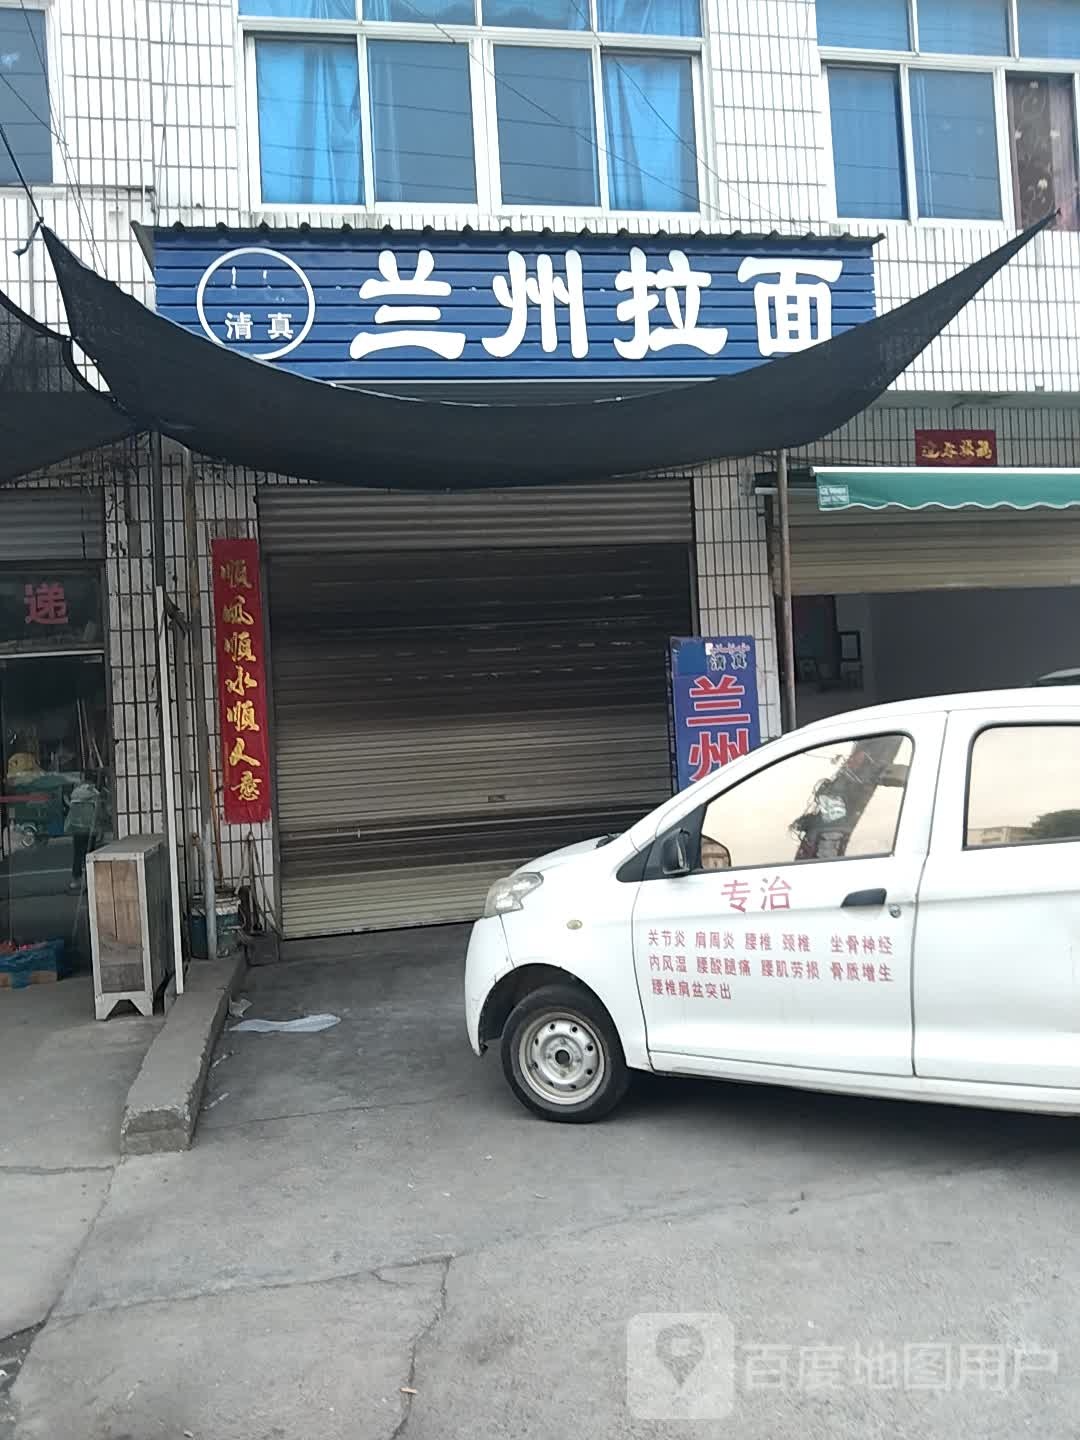 清真
兰州拉面
顺风顺水顺人意
递
清真
兰州
专治
关节炎 肩周炎 腰椎 颈椎 坐骨神经
内风湿 腰酸腿痛 腰肌劳损 骨质增生
腰椎肩盆突出
百度地图用户